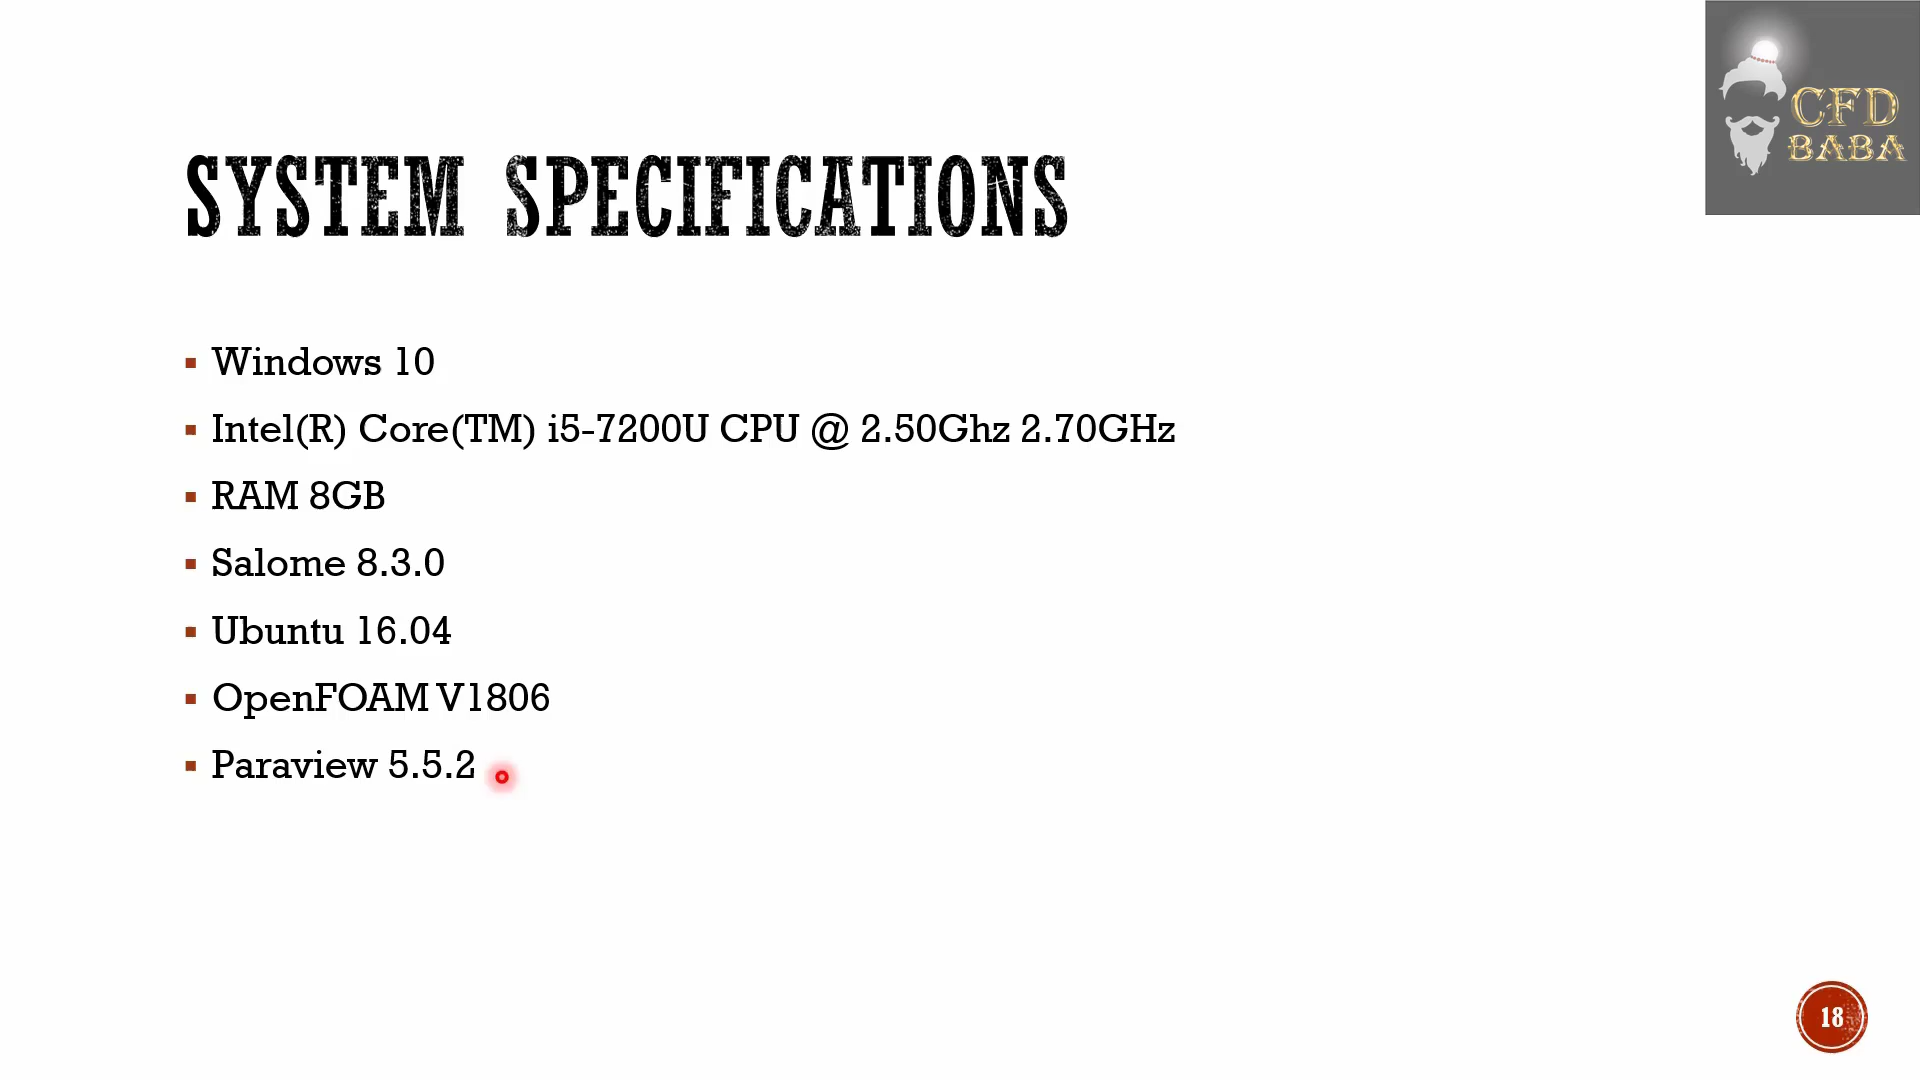 CFD
BABA
SYSTEM SPECIFICATIONS
Windows 10
Intel(R) Core(TM) i5-7200U CPU @ 2.50Ghz 2.70GHz
RAM 8GB
Salome 8.3.0
Ubuntu 16.04
OpenFOAM V1806
Paraview 5.5.2
18